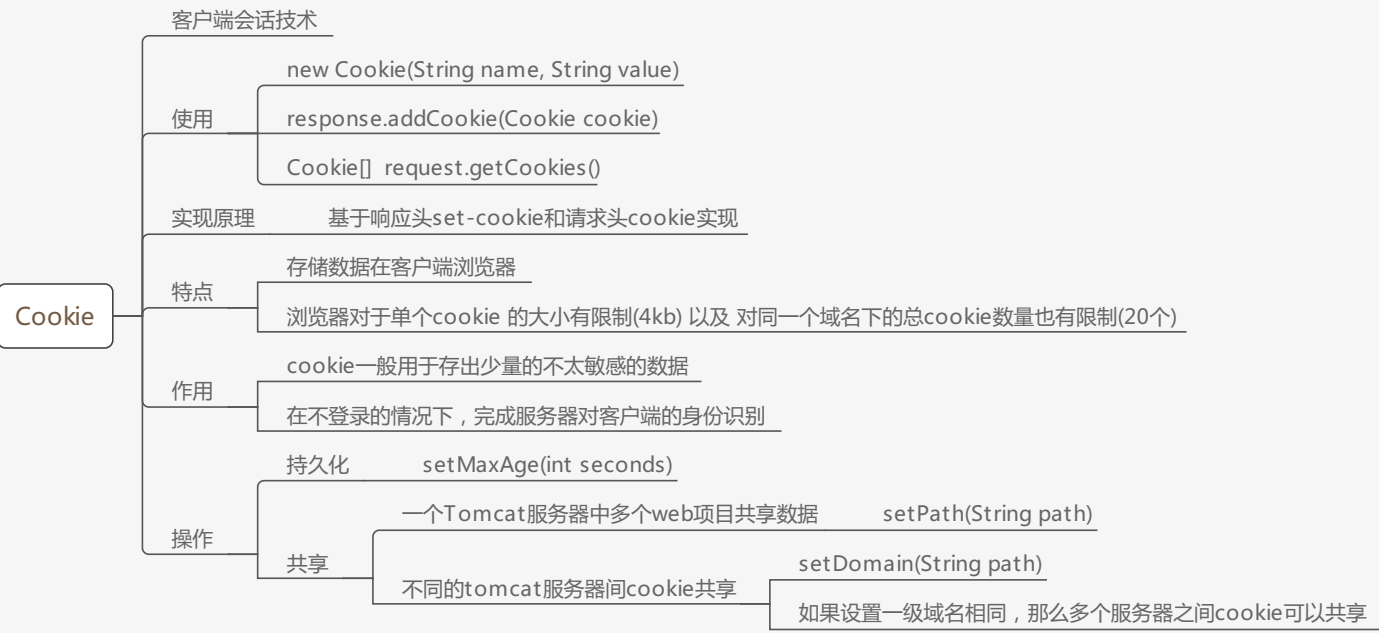 客户端会话技术
new Cookie(String name, String value)
使用
response.addCookie(Cookie cookie)
Cookie[] request.getCookies()
实现原理
基于响应头set-cookie和请求头cookie实现
特点
存储数据在客户端浏览器
浏览器对于单个cookie 的大小有限制(4kb) 以及 对同一个域名下的总cookie数量也有限制(20个)
Cookie
作用
cookie一般用于存出少量的不太敏感的数据
在不登录的情况下，完成服务器对客户端的身份识别
操作
持久化
setMaxAge(int seconds)
共享
一个Tomcat服务器中多个web项目共享数据
setPath(String path)
不同的tomcat服务器间cookie共享
setDomain(String path)
如果设置一级域名相同，那么多个服务器之间cookie可以共享